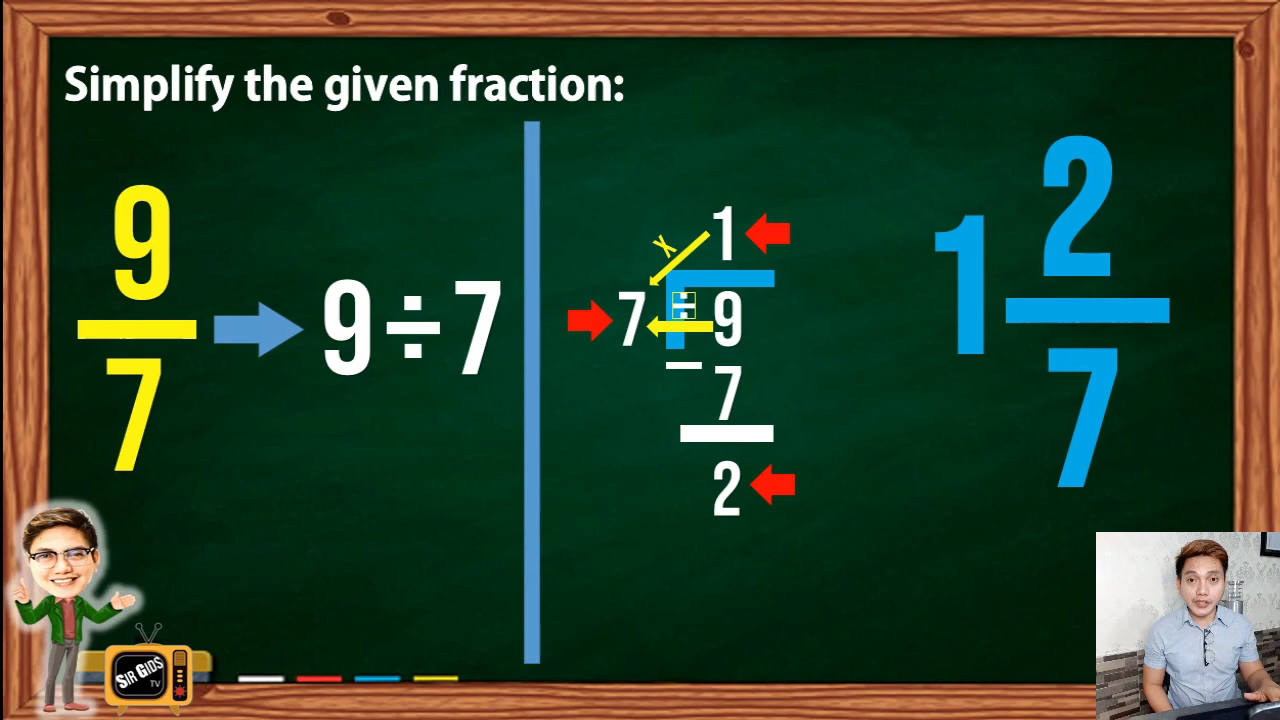 Simplify the given fraction:
9
7
9÷7
1
x
7 ÷ 9
–
7
2
1 2
7
SIR GIDS
TV